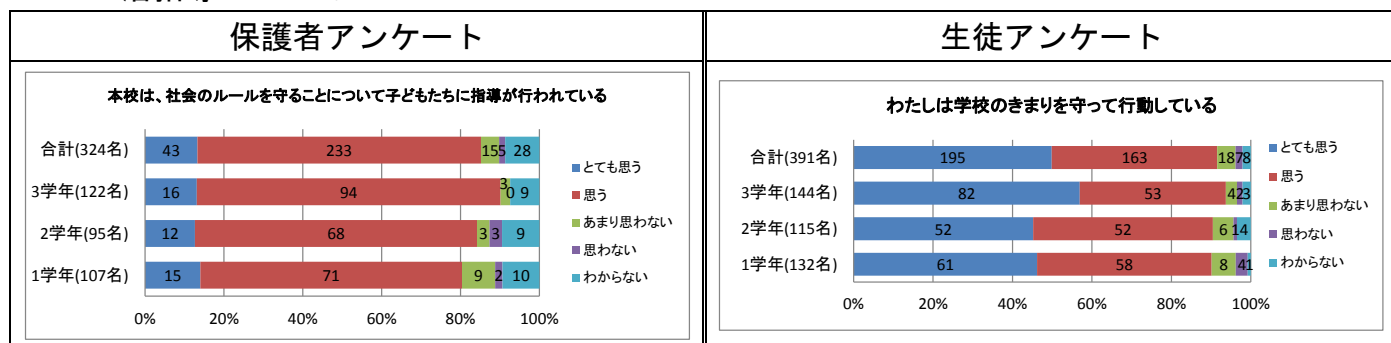 保護者アンケート
本校は、社会のルールを守ることについて子どもたちに指導が行われている
合計(324名) 43 233 15 5 28
3学年(122名) 16 94 3 0 9
2学年(95名) 12 68 3 3 9
1学年(107名) 15 71 9 2 10
0% 20% 40% 60% 80% 100%
とても思う
思う
あまり思わない
思わない
わからない
生徒アンケート
わたしは学校のきまりを守って行動している
合計(391名) 195 163 18 7 8
3学年(144名) 82 53 4 2 3
2学年(115名) 52 52 6 1 4
1学年(132名) 61 58 8 4 1
0% 20% 40% 60% 80% 100%
とても思う
思う
あまり思わない
思わない
わからない